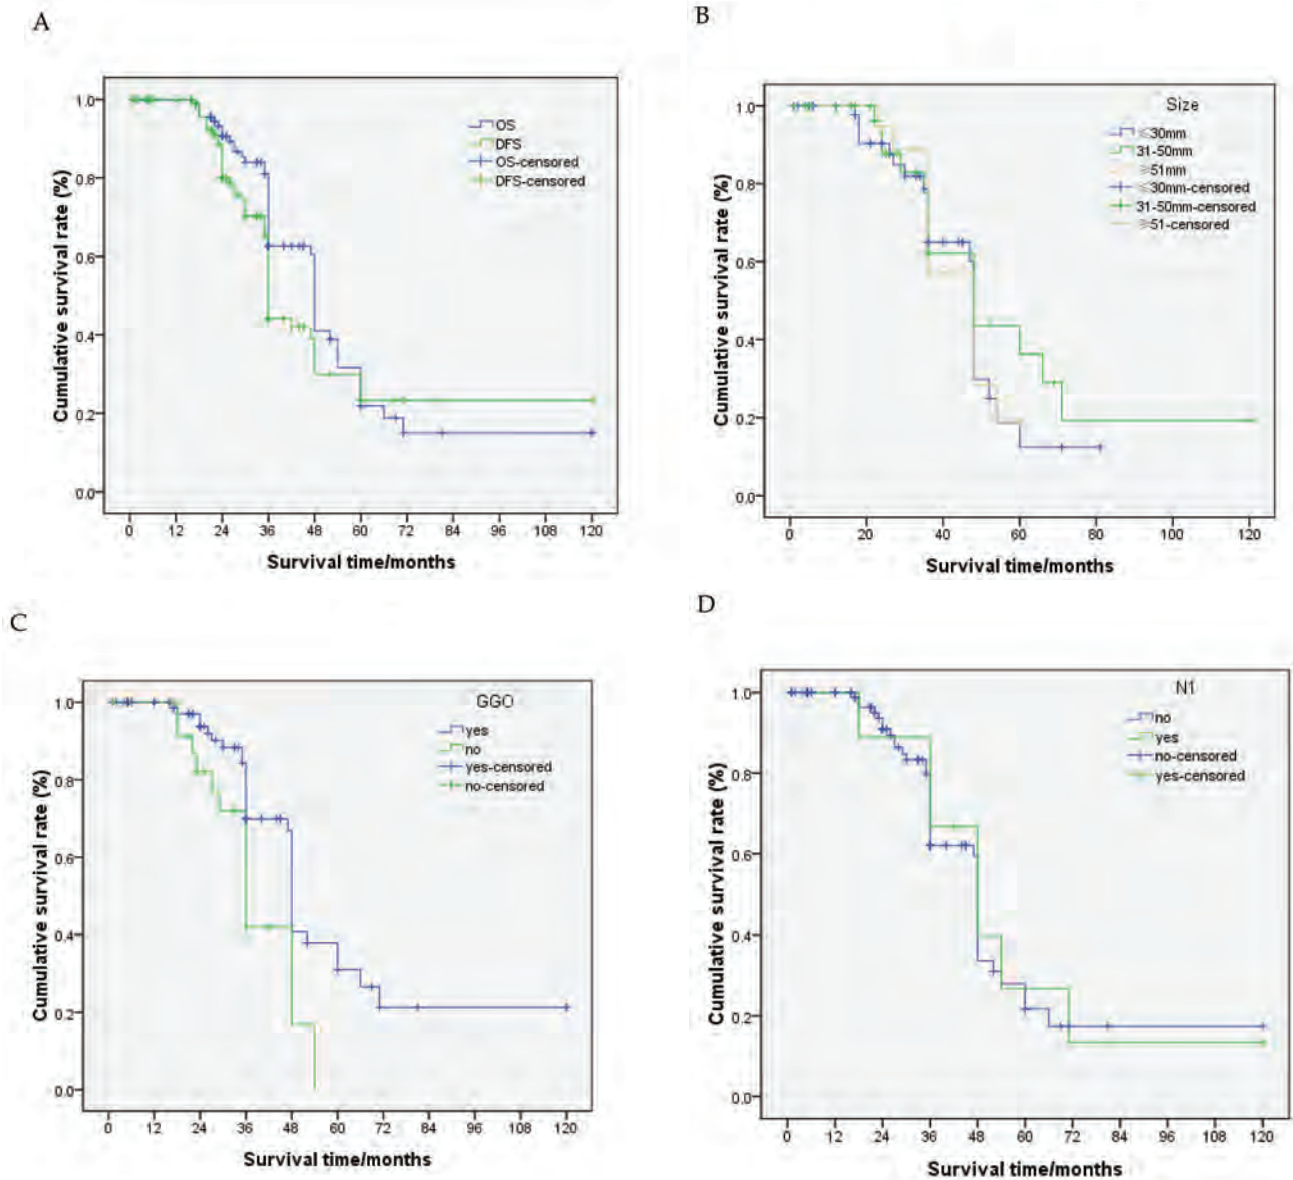 A
Cumulative survival rate (%)
1.0
0.8
0.6
0.4
0.2
0.0
OS
DFS
OS-censored
DFS-censored
0 12 24 36 48 60 72 84 96 108 120
Survival time/months
B
Cumulative survival rate (%)
1.0
0.8
0.6
0.4
0.2
0.0
Size
≤30mm
31-50mm
≥51mm
≤30mm-censored
31-50mm-censored
≥51-censored
0 20 40 60 80 100 120
Survival time/months
C
Cumulative survival rate (%)
1.0
0.8
0.6
0.4
0.2
0.0
GGO
yes
no
yes-censored
no-censored
0 12 24 36 48 60 72 84 96 108 120
Survival time/months
D
Cumulative survival rate (%)
1.0
0.8
0.6
0.4
0.2
0.0
N1
no
yes
no-censored
yes-censored
0 12 24 36 48 60 72 84 96 108 120
Survival time/months